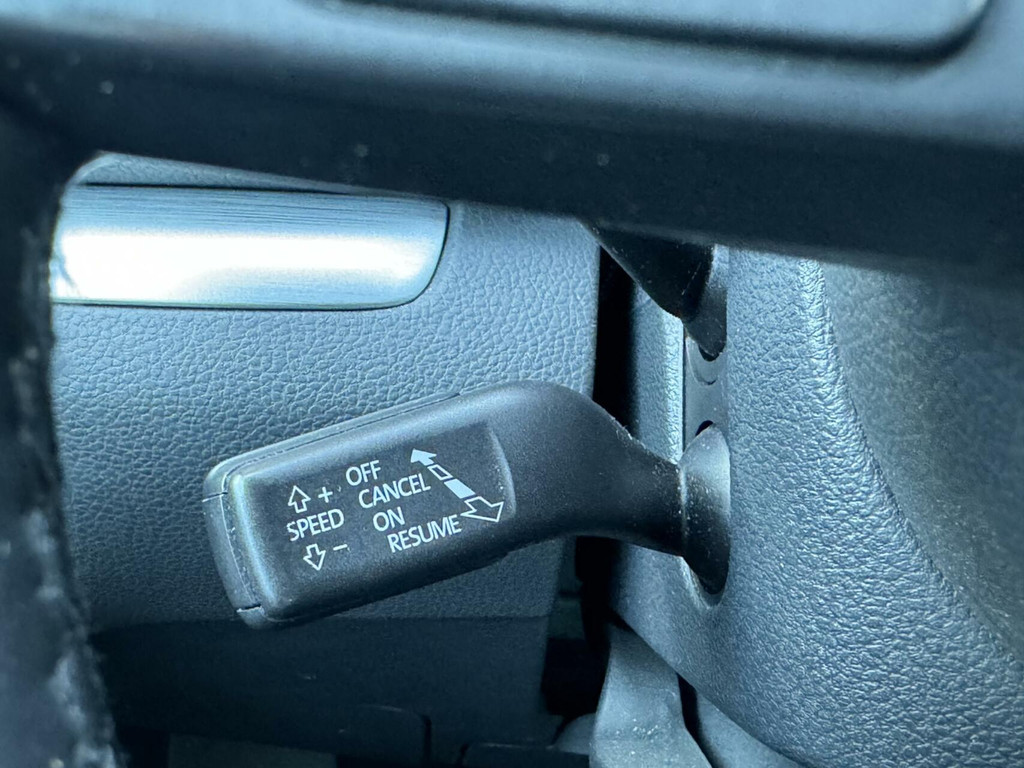 +
SPEED
–
OFF
CANCEL
ON
RESUME